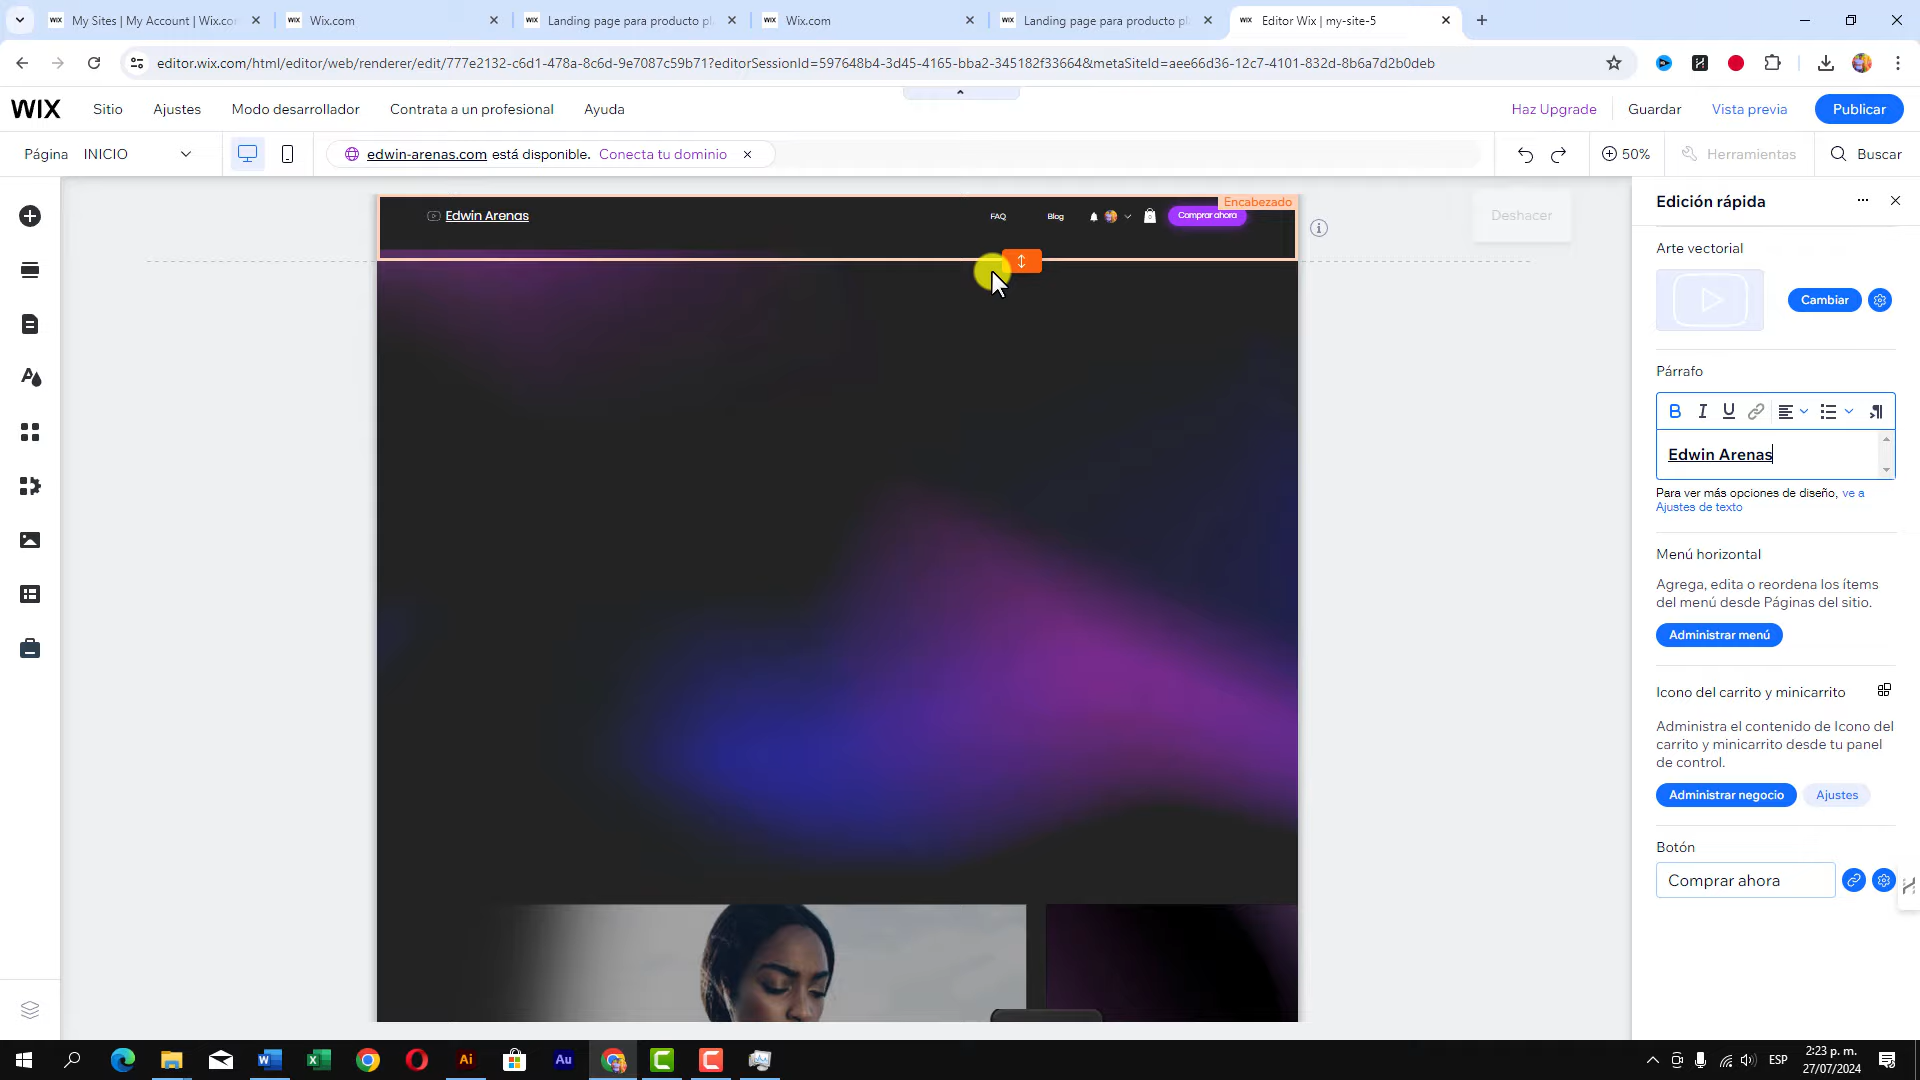 My Sites | My Account | Wix.co
Wix.com
Landing page para producto pl
Wix.com
Landing page para producto pl
Editor Wix | my-site-5
editor.wix.com/html/editor/web/renderer/edit/777e2132-c6d1-478a-8c6d-9e7087c59b71?editorSessionId=597648b4-3d45-4165-bba2-345182f33664&metaSiteId=aee66d36-12c7-4101-832d-8b6a7d2b0deb
WIX
Sitio
Ajustes
Modo desarrollador
Contrata a un profesional
Ayuda
Haz Upgrade
Guardar
Vista previa
Publicar
Página INICIO
edwin-arenas.com está disponible. Conecta tu dominio
50%
Herramientas
Buscar
Edwin Arenas
FAQ
Blog
Comprar ahora
Encabezado
Deshacer
Edición rápida
Arte vectorial
Cambiar
Párrafo
B I U
Edwin Arenas
Para ver más opciones de diseño, ve a
Ajustes de texto
Menú horizontal
Agrega, edita o reordena los ítems
del menú desde Páginas del sitio.
Administrar menú
Icono del carrito y minicarrito
Administra el contenido de Icono del
carrito y minicarrito desde tu panel
de control.
Administrar negocio
Ajustes
Botón
Comprar ahora
Ai
Au
ESP
2:23 p. m.
27/07/2024